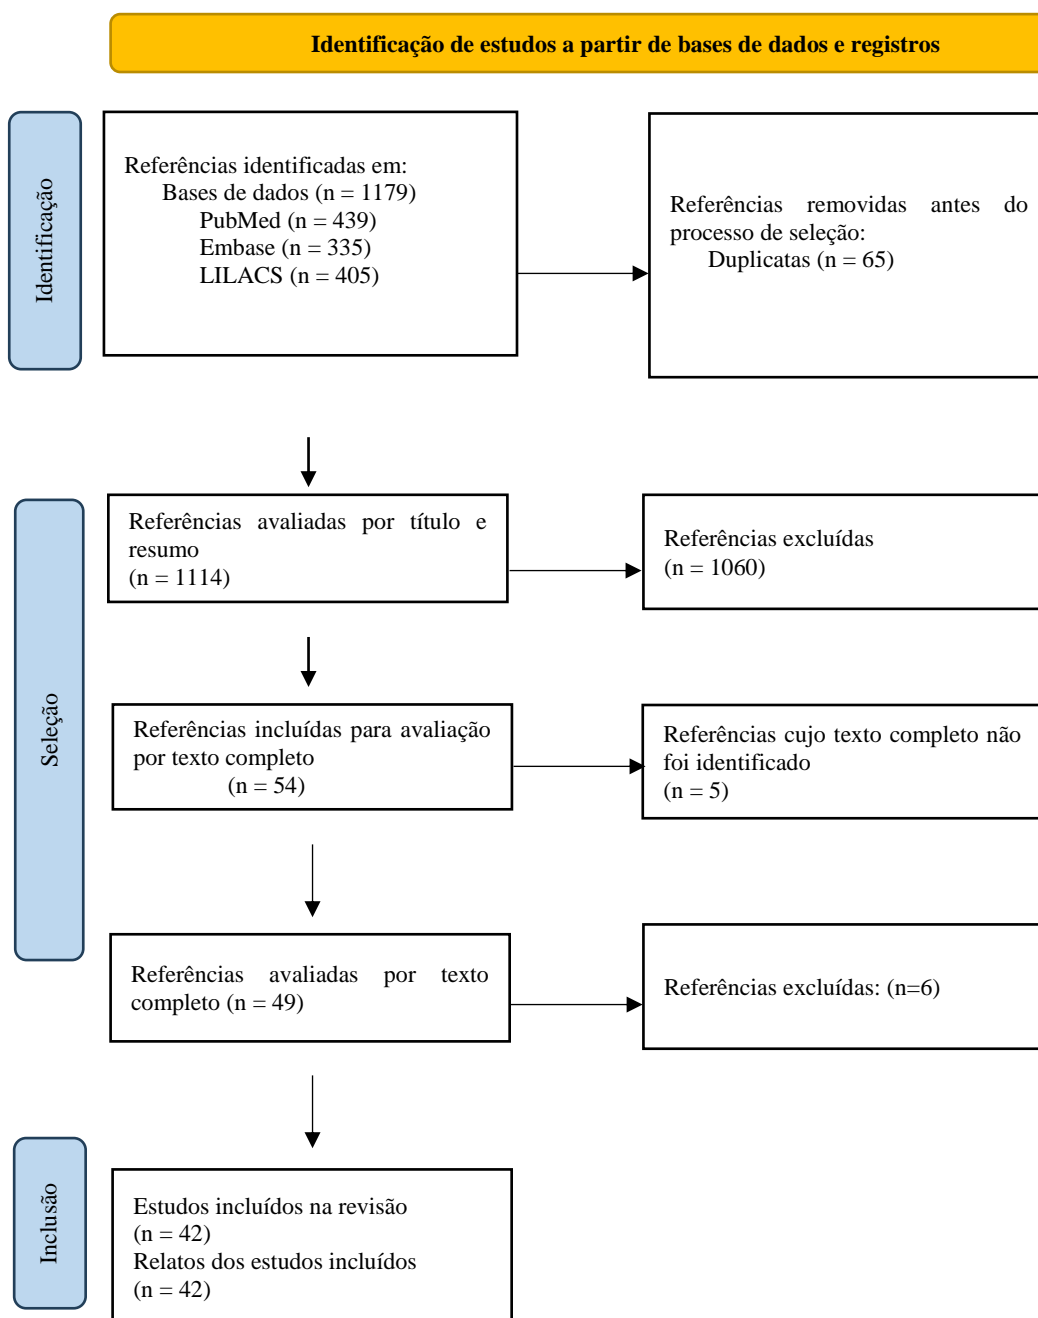 Identificação de estudos a partir de bases de dados e registros
Identificação
Referências identificadas em:
Bases de dados (n = 1179)
PubMed (n = 439)
Embase (n = 335)
LILACS (n = 405)
Referências removidas antes do
processo de seleção:
Duplicatas (n = 65)
Seleção
Referências avaliadas por título e
resumo
(n = 1114)
Referências excluídas
(n = 1060)
Referências incluídas para avaliação
por texto completo
(n = 54)
Referências cujo texto completo não
foi identificado
(n = 5)
Referências avaliadas por texto
completo (n = 49)
Referências excluídas: (n=6)
Inclusão
Estudos incluídos na revisão
(n = 42)
Relatos dos estudos incluídos
(n = 42)